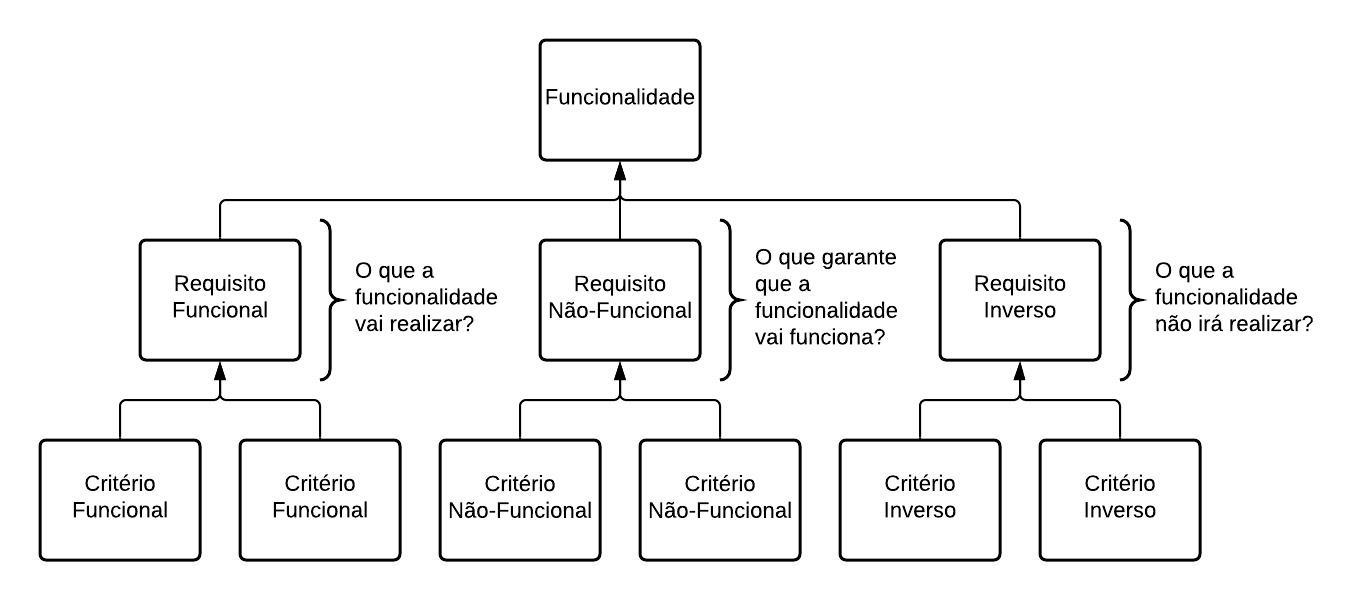 Funcionalidade
Requisito
Funcional
O que a
funcionalidade
vai realizar?
Requisito
Não-Funcional
O que garante
que a
funcionalidade
vai funciona?
Requisito
Inverso
O que a
funcionalidade
não irá realizar?
Critério
Funcional
Critério
Funcional
Critério
Não-Funcional
Critério
Não-Funcional
Critério
Inverso
Critério
Inverso